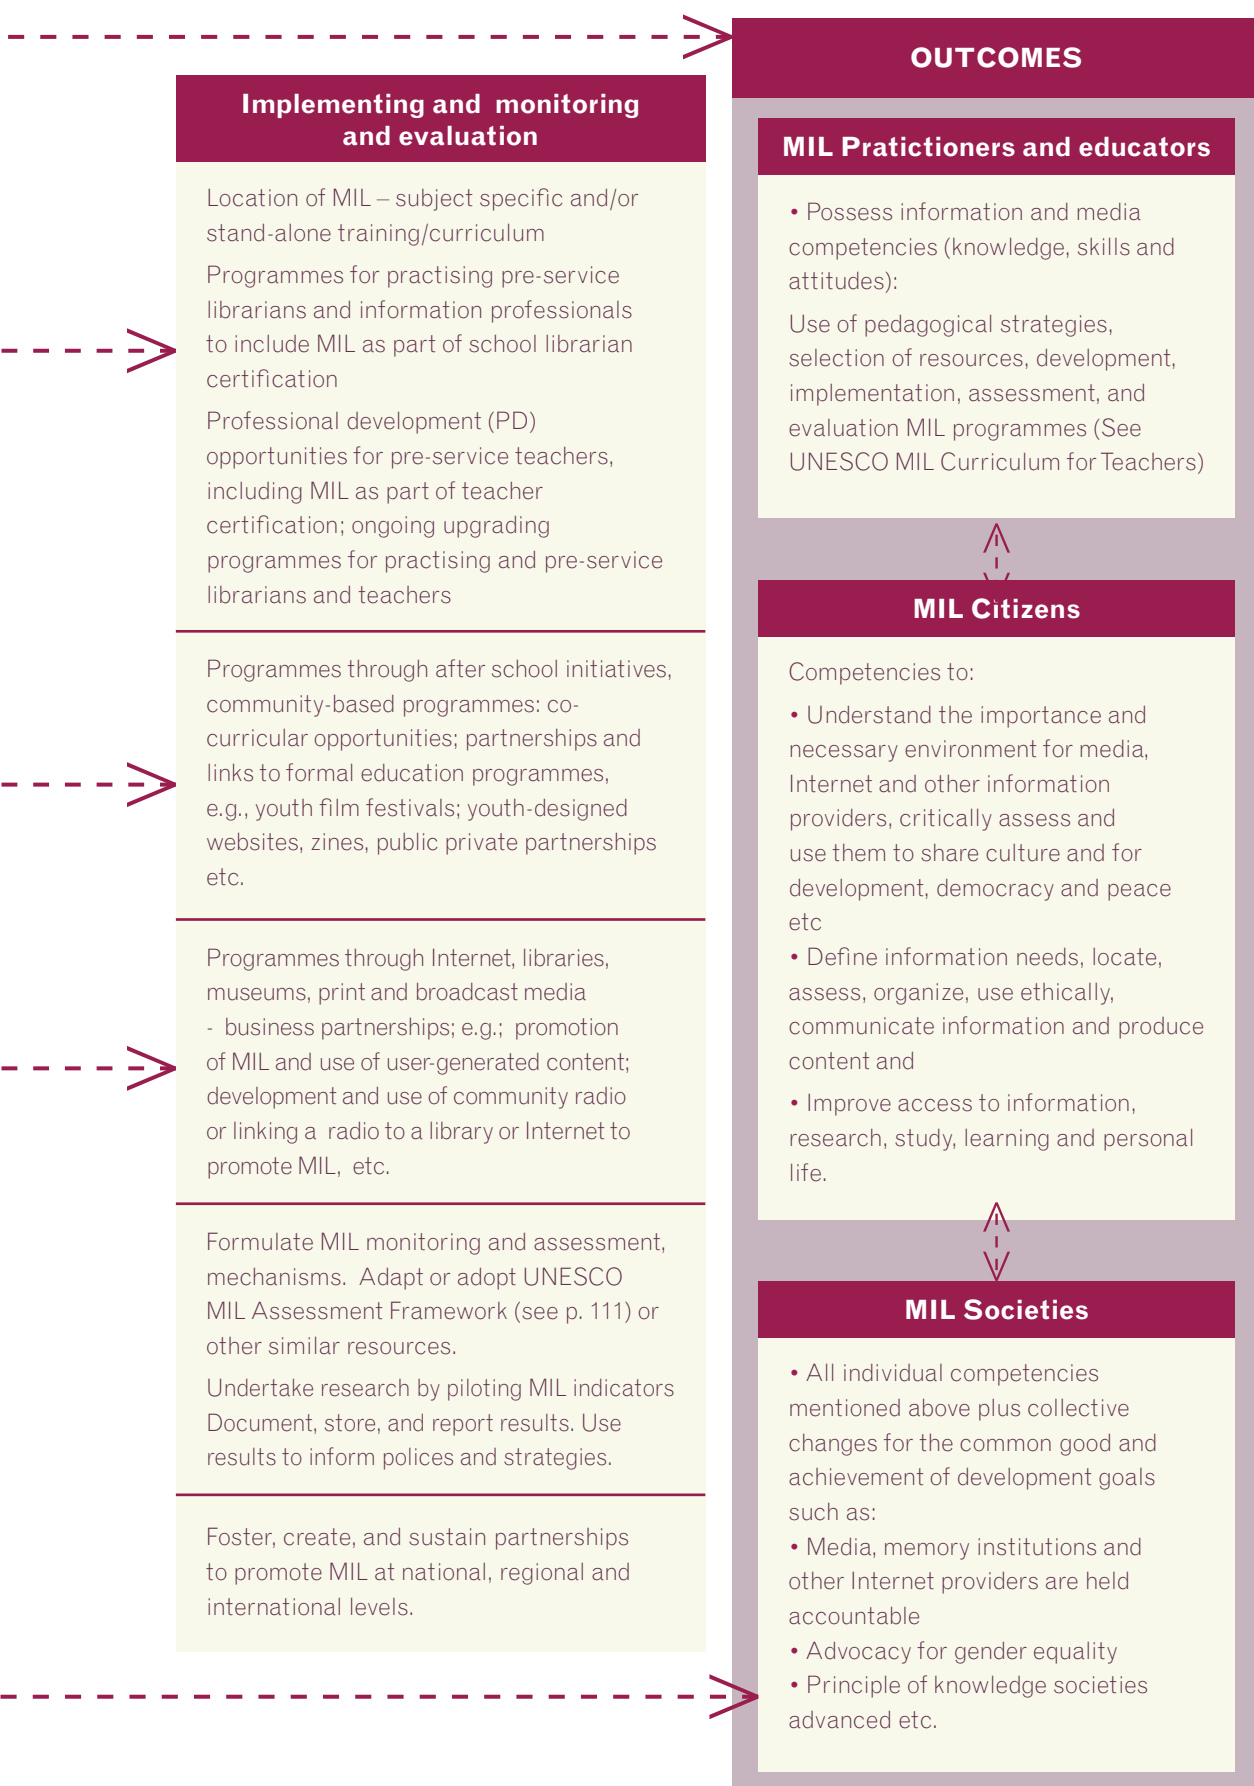 Implementing and monitoring
and evaluation
Location of MIL – subject specific and/or
stand-alone training/curriculum
Programmes for practising pre-service
librarians and information professionals
to include MIL as part of school librarian
certification
Professional development (PD)
opportunities for pre-service teachers,
including MIL as part of teacher
certification; ongoing upgrading
programmes for practising and pre-service
librarians and teachers
Programmes through after school initiatives,
community-based programmes: co-
curricular opportunities; partnerships and
links to formal education programmes,
e.g., youth film festivals; youth-designed
websites, zines, public private partnerships
etc.
Programmes through Internet, libraries,
museums, print and broadcast media
- business partnerships; e.g.; promotion
of MIL and use of user-generated content;
development and use of community radio
or linking a radio to a library or Internet to
promote MIL, etc.
Formulate MIL monitoring and assessment,
mechanisms. Adapt or adopt UNESCO
MIL Assessment Framework (see p. 111) or
other similar resources.
Undertake research by piloting MIL indicators
Document, store, and report results. Use
results to inform polices and strategies.
Foster, create, and sustain partnerships
to promote MIL at national, regional and
international levels.
OUTCOMES
MIL Pratictioners and educators
• Possess information and media
competencies (knowledge, skills and
attitudes):
Use of pedagogical strategies,
selection of resources, development,
implementation, assessment, and
evaluation MIL programmes (See
UNESCO MIL Curriculum for Teachers)
MIL Citizens
Competencies to:
• Understand the importance and
necessary environment for media,
Internet and other information
providers, critically assess and
use them to share culture and for
development, democracy and peace
etc
• Define information needs, locate,
assess, organize, use ethically,
communicate information and produce
content and
• Improve access to information,
research, study, learning and personal
life.
MIL Societies
• All individual competencies
mentioned above plus collective
changes for the common good and
achievement of development goals
such as:
• Media, memory institutions and
other Internet providers are held
accountable
• Advocacy for gender equality
• Principle of knowledge societies
advanced etc.